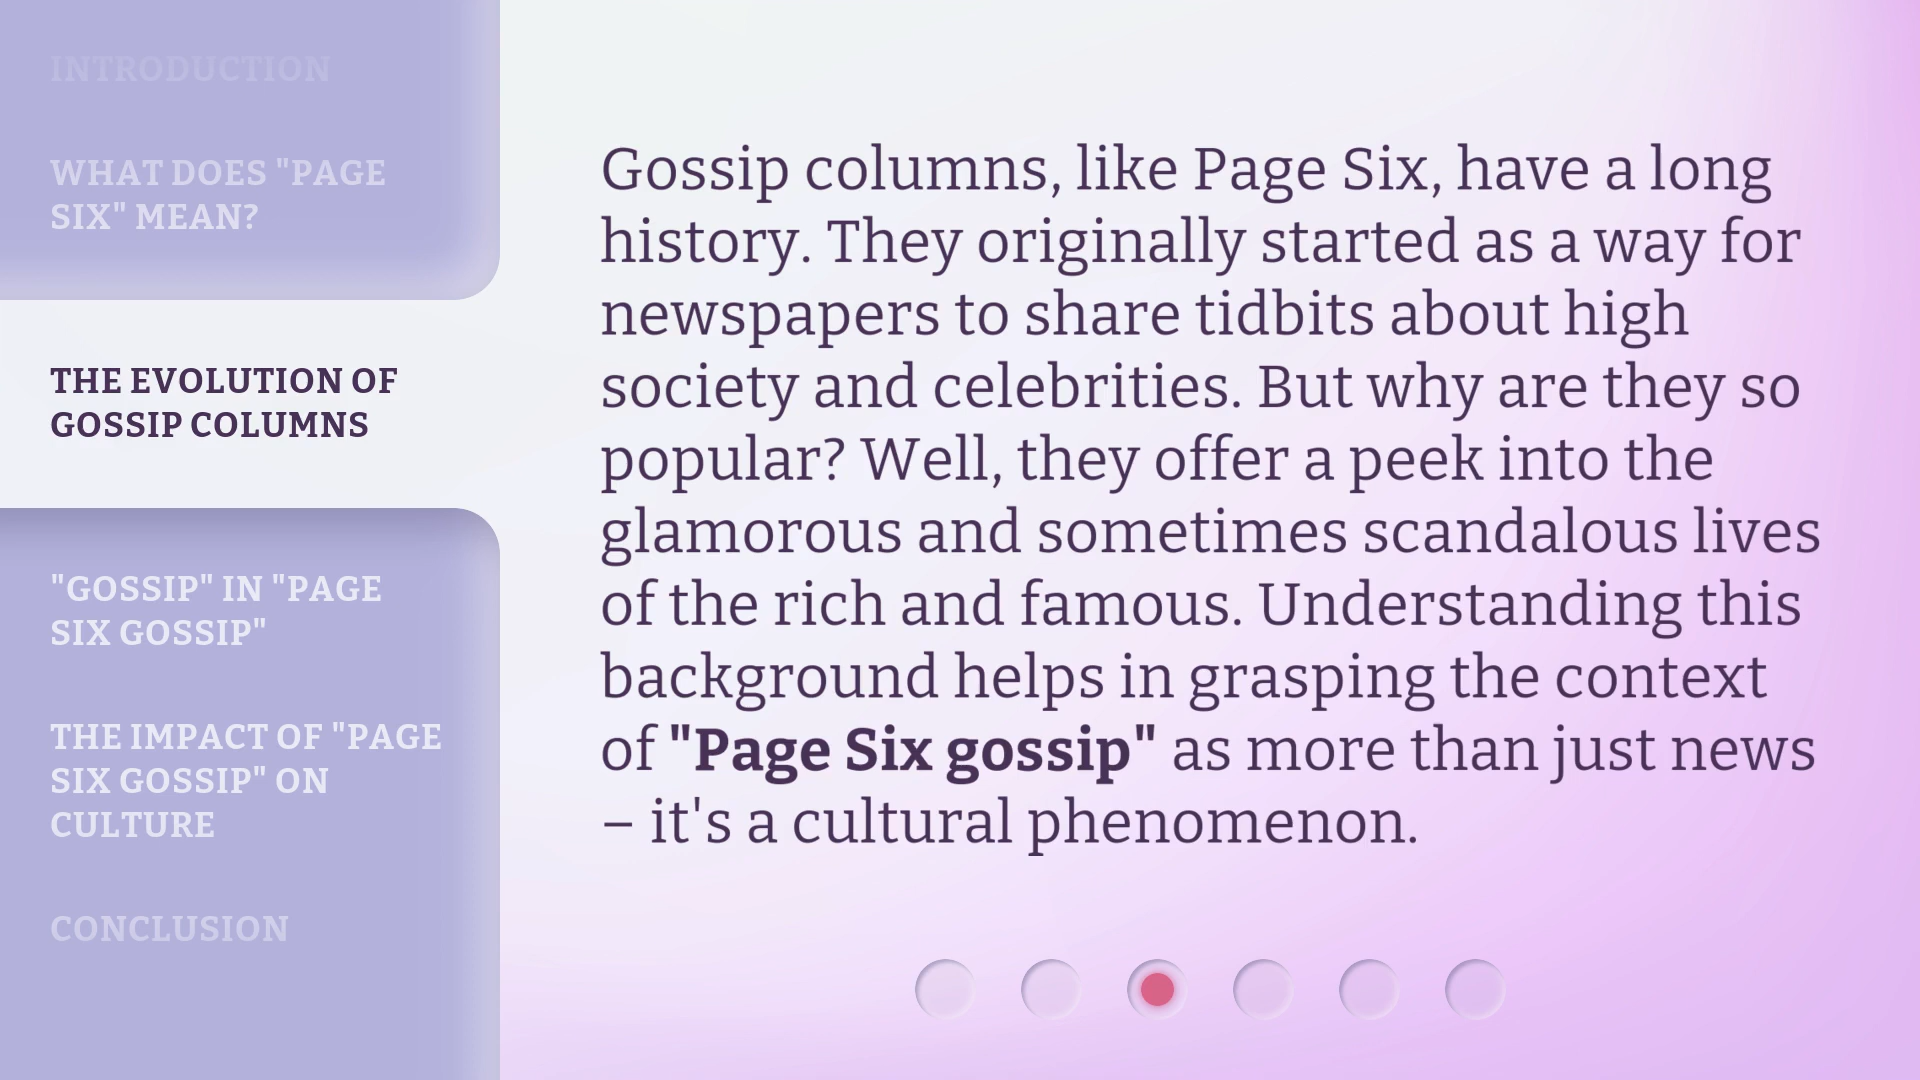 INTRODUCTION
WHAT DOES "PAGE
SIX" MEAN?
THE EVOLUTION OF
GOSSIP COLUMNS
"GOSSIP" IN "PAGE
SIX GOSSIP"
THE IMPACT OF "PAGE
SIX GOSSIP" ON
CULTURE
CONCLUSION
Gossip columns, like Page Six, have a long
history. They originally started as a way for
newspapers to share tidbits about high
society and celebrities. But why are they so
popular? Well, they offer a peek into the
glamorous and sometimes scandalous lives
of the rich and famous. Understanding this
background helps in grasping the context
of "Page Six gossip" as more than just news
– it's a cultural phenomenon.